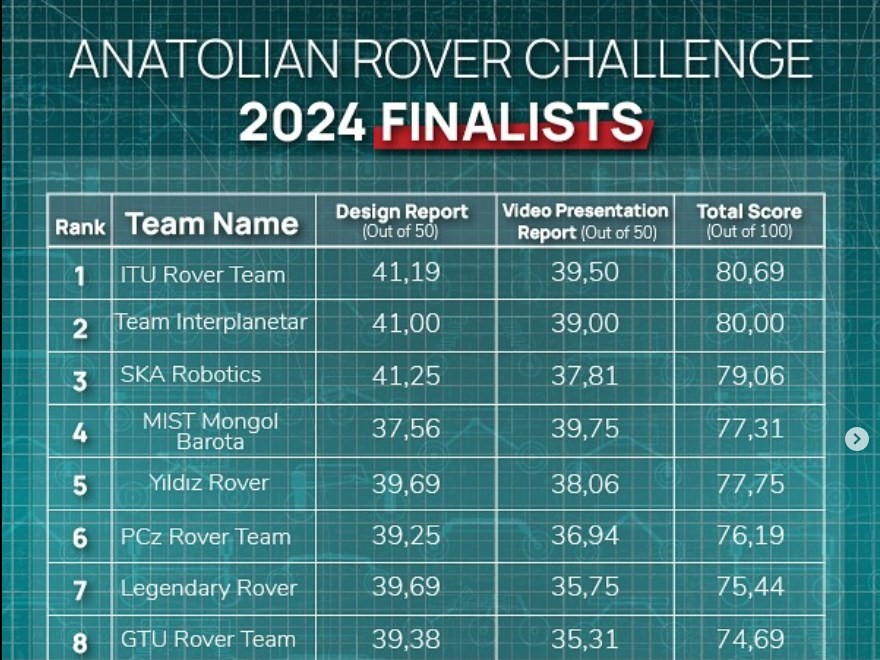 ANATOLIAN ROVER CHALLENGE
2024 FINALISTS
Rank Team Name Design Report (Out of 50) Video Presentation Report (Out of 50) Total Score (Out of 100)
1 ITU Rover Team 41,19 39,50 80,69
2 Team Interplanetar 41,00 39,00 80,00
3 SKA Robotics 41,25 37,81 79,06
4 MIST Mongol Barota 37,56 39,75 77,31
5 Yıldız Rover 39,69 38,06 77,75
6 PCz Rover Team 39,25 36,94 76,19
7 Legendary Rover 39,69 35,75 75,44
8 GTU Rover Team 39,38 35,31 74,69